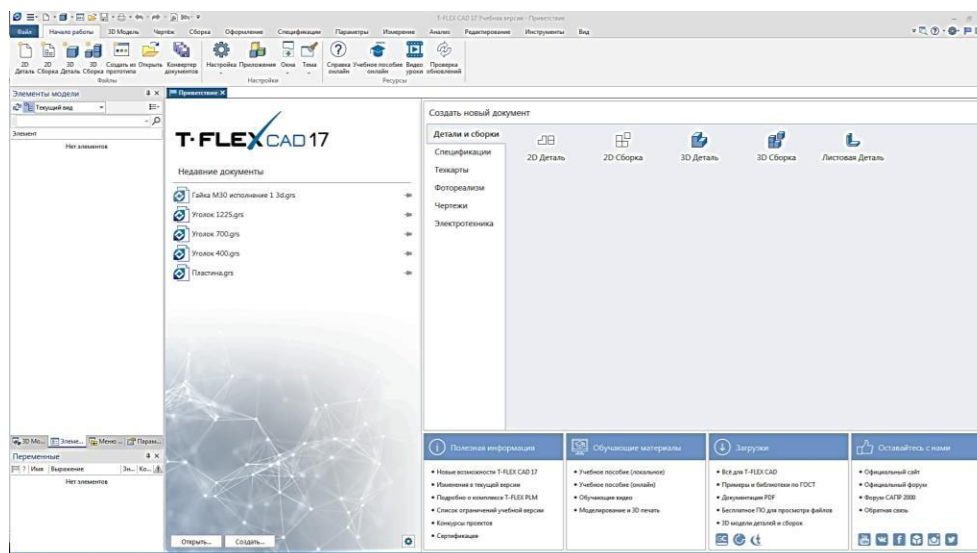 T-FLEX CAD 17 Учебная версия - Приветствие
Файл Начало работы 3D Модель Чертёж Сборка Оформление Спецификации Параметры Измерение Анализ Редактирование Инструменты Вид
2D Деталь 2D Сборка 3D Деталь 3D Сборка Создать из прототипа Открыть Конвертер документов Настройка Приложения Окна Тема Справка онлайн Учебное пособие онлайн Видео уроки Проверка обновлений
Файлы Настройки Ресурсы
Элементы модели
Приветствие
Текущий вид
Элемент
Нет элементов
T-FLEX CAD 17
Недавние документы
Гайка М30 исполнение 1 3d.grs
Уголок 1225.grs
Уголок 700.grs
Уголок 400.grs
Пластина.grs
Открыть... Создать...
Создать новый документ
Детали и сборки
Спецификации
Техкарты
Фотореализм
Чертежи
Электротехника
2D Деталь 2D Сборка 3D Деталь 3D Сборка Листовая Деталь
3D Мо... Элеме... Меню ... Парам...
Переменные
? Имя Выражение Зн... Ко...
Нет элементов
Полезная информация
• Новые возможности T-FLEX CAD 17
• Изменения в текущей версии
• Подробно о комплексе T-FLEX PLM
• Список ограничений учебной версии
• Конкурсы проектов
• Сертификация
Обучающие материалы
• Учебное пособие (локальное)
• Учебное пособие (онлайн)
• Обучающее видео
• Моделирование и 3D печать
Загрузки
• Всё для T-FLEX CAD
• Примеры и библиотеки по ГОСТ
• Документация PDF
• Бесплатное ПО для просмотра файлов
• 3D модели деталей и сборок
Оставайтесь с нами
• Официальный сайт
• Официальный форум
• Форум САПР 2000
• Обратная связь